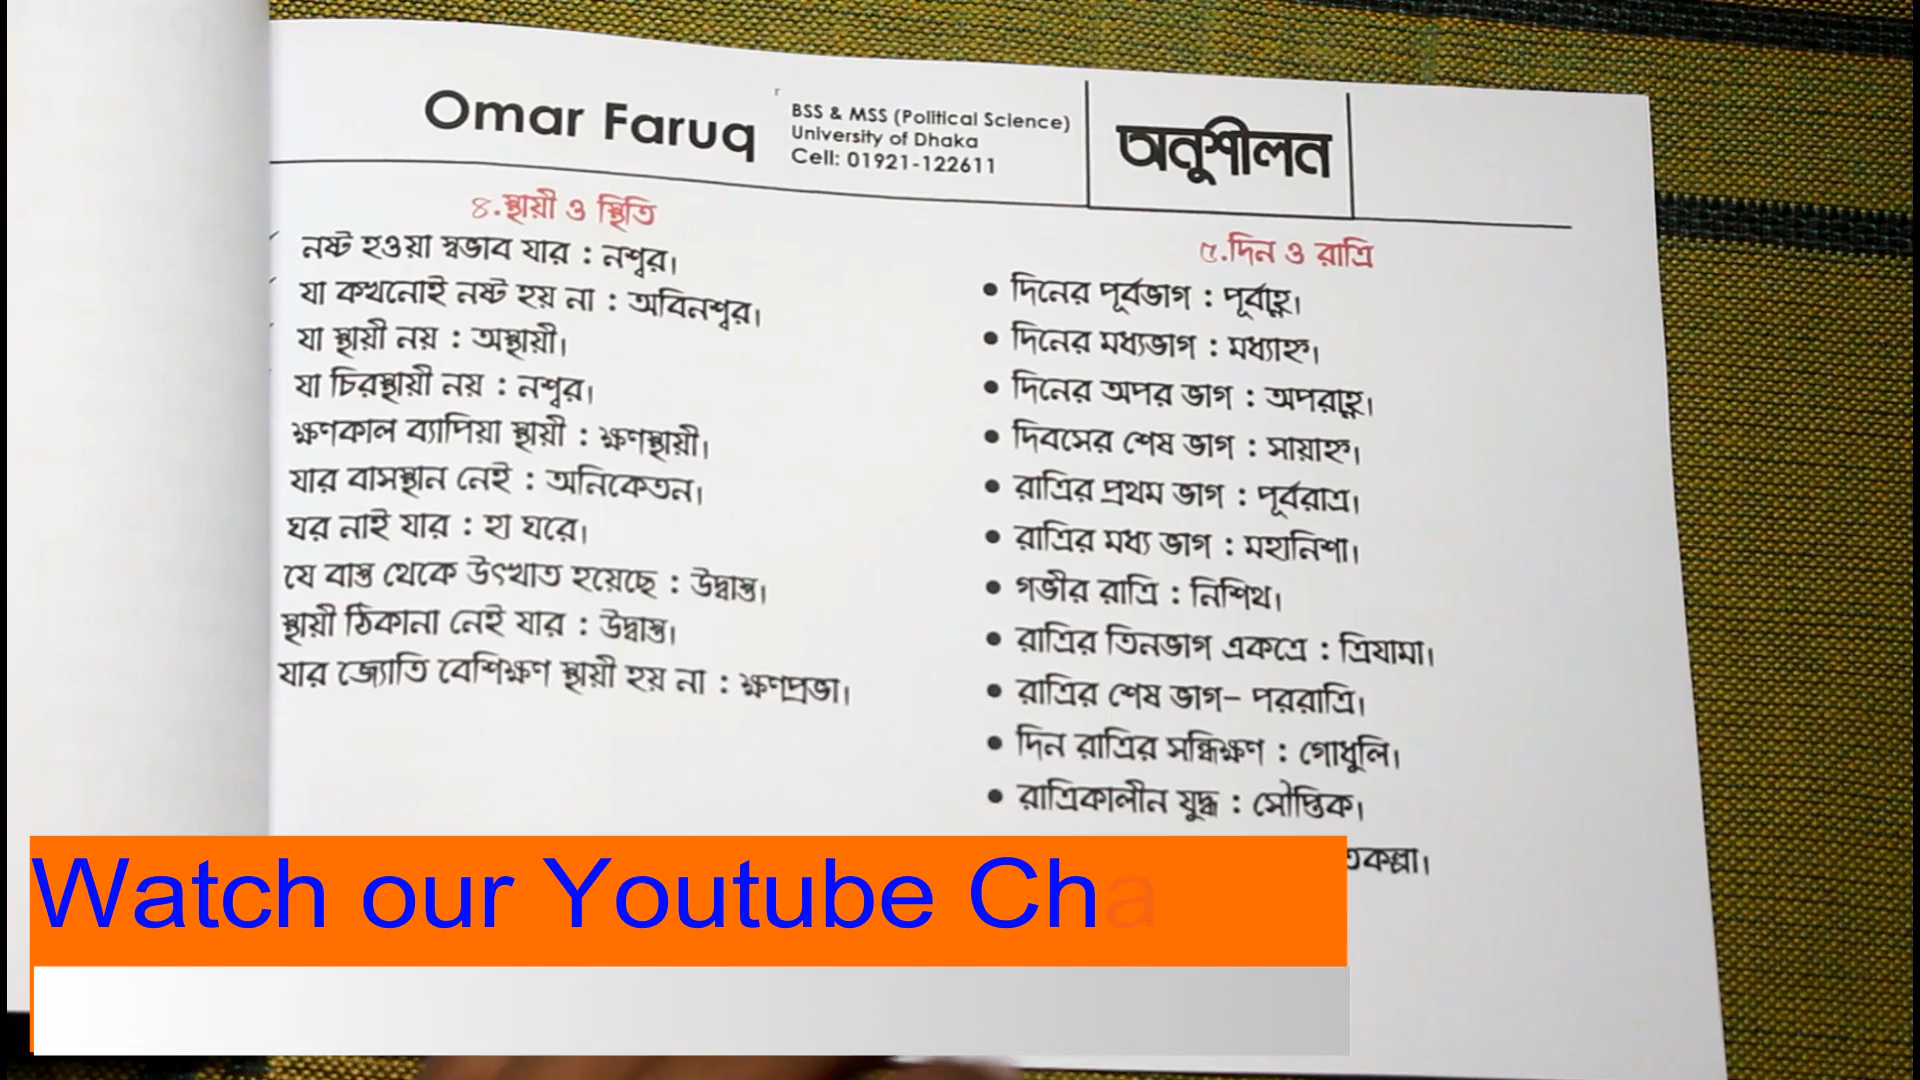 Omar Faruq
BSS & MSS (Political Science)
University of Dhaka
Cell: 01921-122611
অনুশীলন
৪.স্থায়ী ও স্থিতি
নষ্ট হওয়া স্বভাব যার : নশ্বর।
যা কখনোই নষ্ট হয় না : অবিনশ্বর।
যা স্থায়ী নয় : অস্থায়ী।
যা চিরস্থায়ী নয় : নশ্বর।
ক্ষণকাল ব্যাপিয়া স্থায়ী : ক্ষণস্থায়ী।
যার বাসস্থান নেই : অনিকেতন।
ঘর নাই যার : হা ঘরে।
যে বাস্তু থেকে উৎখাত হয়েছে : উদ্বাস্তু।
স্থায়ী ঠিকানা নেই যার : উদ্বাস্তু।
যার জ্যোতি বেশিক্ষণ স্থায়ী হয় না : ক্ষণপ্রভা।
৫.দিন ও রাত্রি
• দিনের পূর্বভাগ : পূর্বাহ্ণ।
• দিনের মধ্যভাগ : মধ্যাহ্ন।
• দিনের অপর ভাগ : অপরাহ্ণ।
• দিবসের শেষ ভাগ : সায়াহ্ন।
• রাত্রির প্রথম ভাগ : পূর্বরাত্র।
• রাত্রির মধ্য ভাগ : মহানিশা।
• গভীর রাত্রি : নিশিথ।
• রাত্রির তিনভাগ একত্রে : ত্রিযামা।
• রাত্রির শেষ ভাগ– পররাত্রি।
• দিন রাত্রির সন্ধিক্ষণ : গোধুলি।
• রাত্রিকালীন যুদ্ধ : সৌপ্তিক।
তকল্পা।
Watch our Youtube Cha